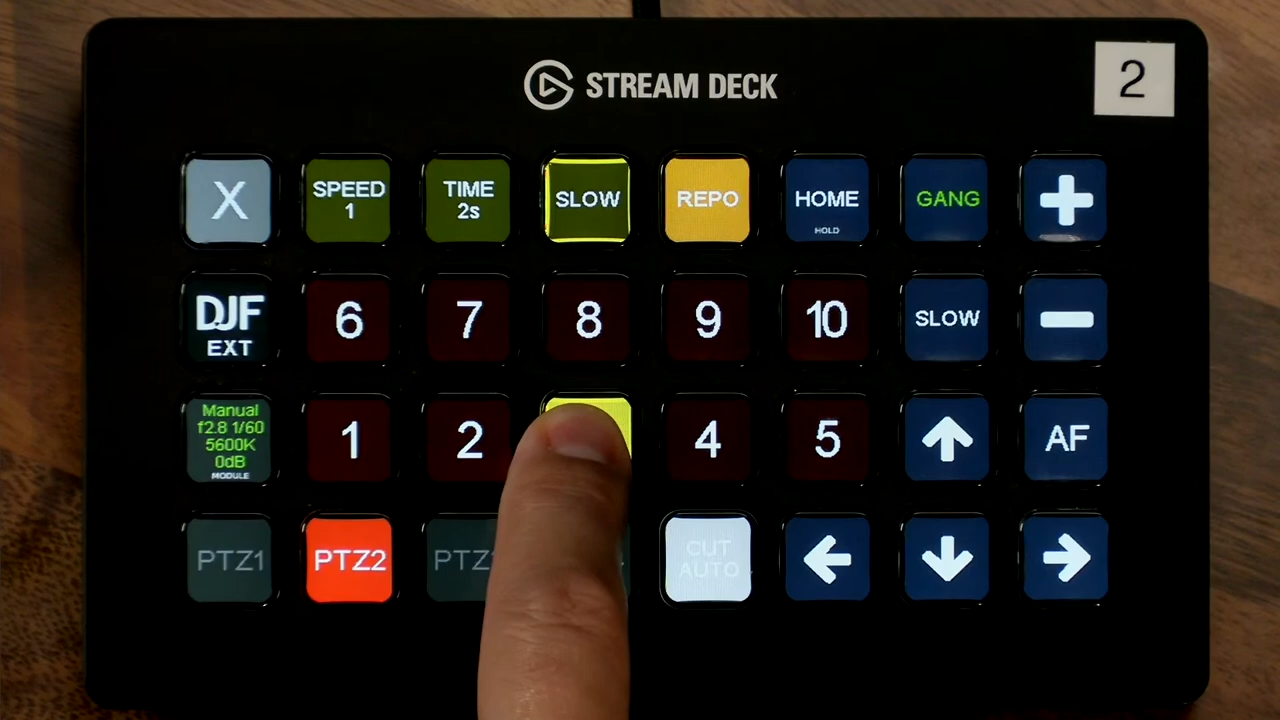 STREAM DECK
2
X
SPEED
1
TIME
2s
SLOW
REPO
HOME
HOLD
GANG
DJF
EXT
6
7
8
9
10
SLOW
Manual
f2.8 1/60
5600K
0dB
MODULE
1
2
4
5
AF
PTZ1
PTZ2
PTZ
CUT
AUTO